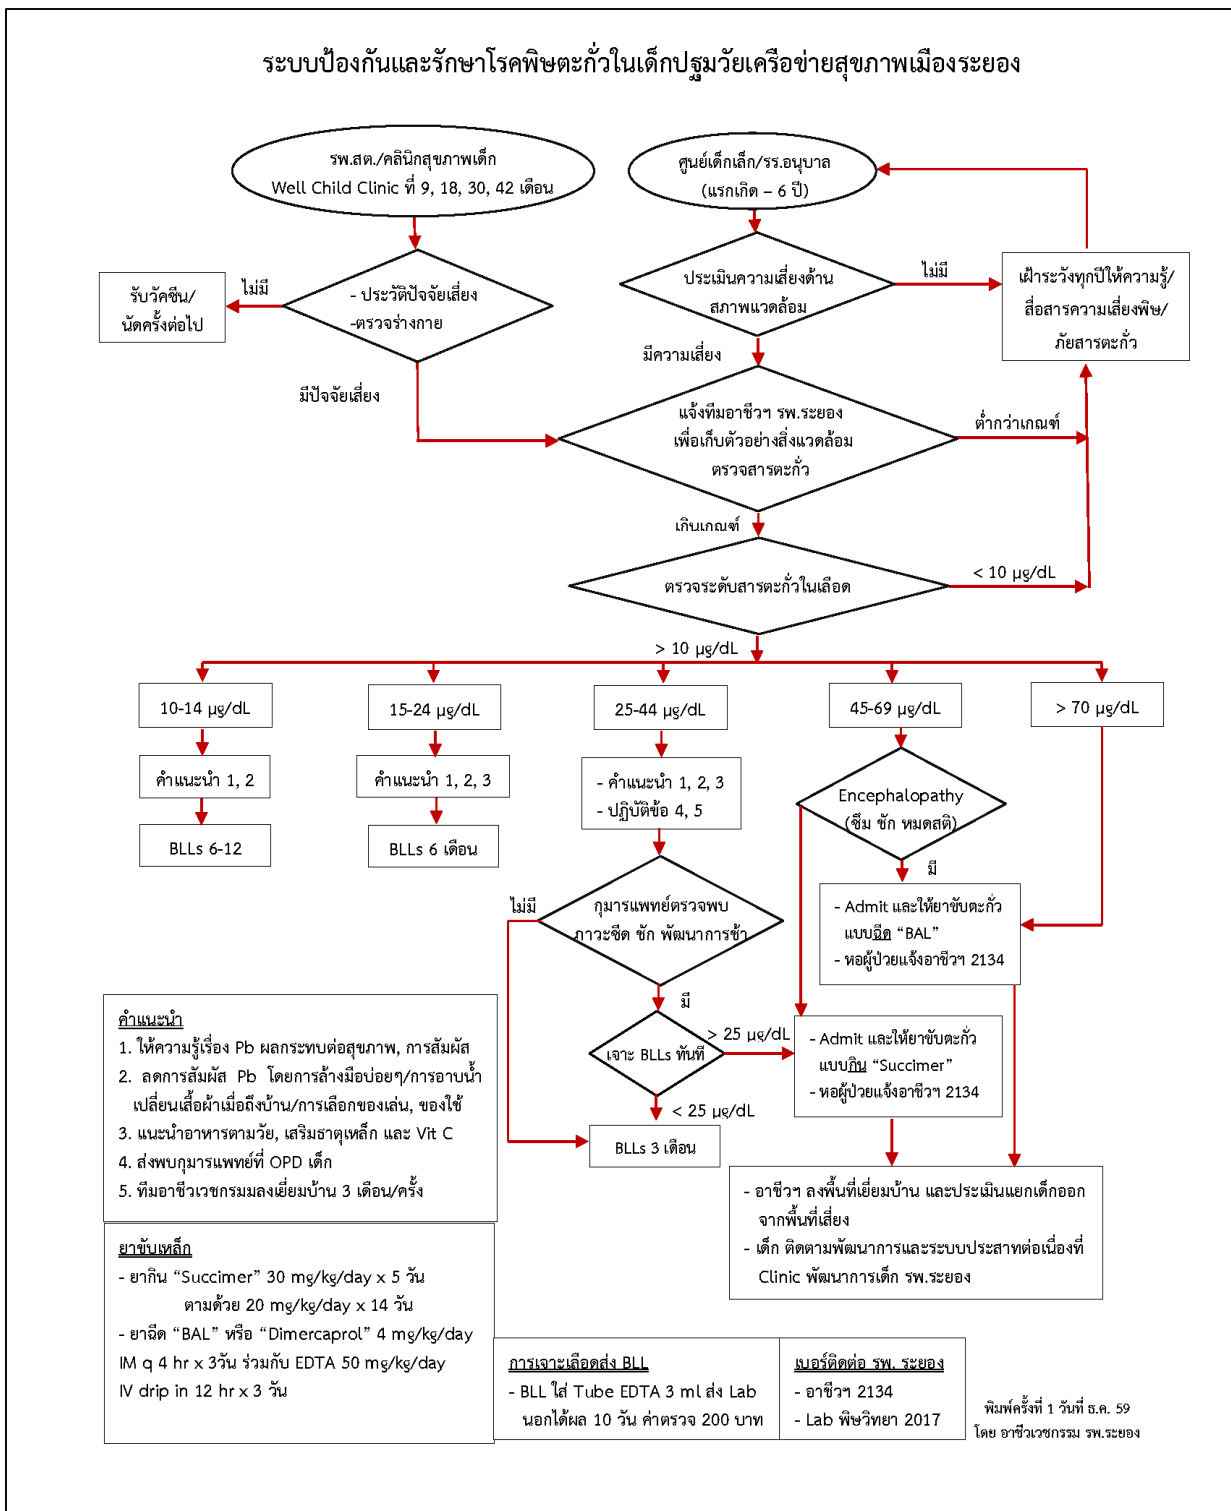 ระบบป้องกันและรักษาโรคพิษตะกั่วในเด็กปฐมวัยเครือข่ายสุขภาพเมืองระยอง
รพ.สต./คลินิกสุขภาพเด็ก
Well Child Clinic ที่ 9, 18, 30, 42 เดือน
ศูนย์เด็กเล็ก/รร.อนุบาล
(แรกเกิด – 6 ปี)
- ประวัติปัจจัยเสี่ยง
-ตรวจร่างกาย
ไม่มี
รับวัคซีน/
นัดครั้งต่อไป
ประเมินความเสี่ยงด้าน
สภาพแวดล้อม
ไม่มี
เฝ้าระวังทุกปีให้ความรู้/
สื่อสารความเสี่ยงพิษ/
ภัยสารตะกั่ว
มีความเสี่ยง
มีปัจจัยเสี่ยง
แจ้งทีมอาชีวฯ รพ.ระยอง
เพื่อเก็บตัวอย่างสิ่งแวดล้อม
ตรวจสารตะกั่ว
ต่ำกว่าเกณฑ์
เกินเกณฑ์
ตรวจระดับสารตะกั่วในเลือด
< 10 µg/dL
> 10 µg/dL
10-14 µg/dL
15-24 µg/dL
25-44 µg/dL
45-69 µg/dL
> 70 µg/dL
คำแนะนำ 1, 2
คำแนะนำ 1, 2, 3
- คำแนะนำ 1, 2, 3
- ปฏิบัติข้อ 4, 5
Encephalopathy
(ซึม ชัก หมดสติ)
BLLs 6-12
BLLs 6 เดือน
มี
ไม่มี
กุมารแพทย์ตรวจพบ
ภาวะซีด ชัก พัฒนาการช้า
- Admit และให้ยาขับตะกั่ว
แบบฉีด “BAL”
- หอผู้ป่วยแจ้งอาชีวฯ 2134
มี
เจาะ BLLs ทันที
> 25 µg/dL
- Admit และให้ยาขับตะกั่ว
แบบกิน “Succimer”
- หอผู้ป่วยแจ้งอาชีวฯ 2134
< 25 µg/dL
BLLs 3 เดือน
คำแนะนำ
1. ให้ความรู้เรื่อง Pb ผลกระทบต่อสุขภาพ, การสัมผัส
2. ลดการสัมผัส Pb โดยการล้างมือบ่อยๆ/การอาบน้ำ
เปลี่ยนเสื้อผ้าเมื่อถึงบ้าน/การเลือกของเล่น, ของใช้
3. แนะนำอาหารตามวัย, เสริมธาตุเหล็ก และ Vit C
4. ส่งพบกุมารแพทย์ที่ OPD เด็ก
5. ทีมอาชีวเวชกรรมมลงเยี่ยมบ้าน 3 เดือน/ครั้ง
- อาชีวฯ ลงพื้นที่เยี่ยมบ้าน และประเมินแยกเด็กออก
จากพื้นที่เสี่ยง
- เด็ก ติดตามพัฒนาการและระบบประสาทต่อเนื่องที่
Clinic พัฒนาการเด็ก รพ.ระยอง
ยาขับเหล็ก
- ยากิน “Succimer” 30 mg/kg/day x 5 วัน
ตามด้วย 20 mg/kg/day x 14 วัน
- ยาฉีด “BAL” หรือ “Dimercaprol” 4 mg/kg/day
IM q 4 hr x 3วัน ร่วมกับ EDTA 50 mg/kg/day
IV drip in 12 hr x 3 วัน
การเจาะเลือดส่ง BLL
- BLL ใส่ Tube EDTA 3 ml ส่ง Lab
นอกได้ผล 10 วัน ค่าตรวจ 200 บาท
เบอร์ติดต่อ รพ. ระยอง
- อาชีวฯ 2134
- Lab พิษวิทยา 2017
พิมพ์ครั้งที่ 1 วันที่ ธ.ค. 59
โดย อาชีวเวชกรรม รพ.ระยอง